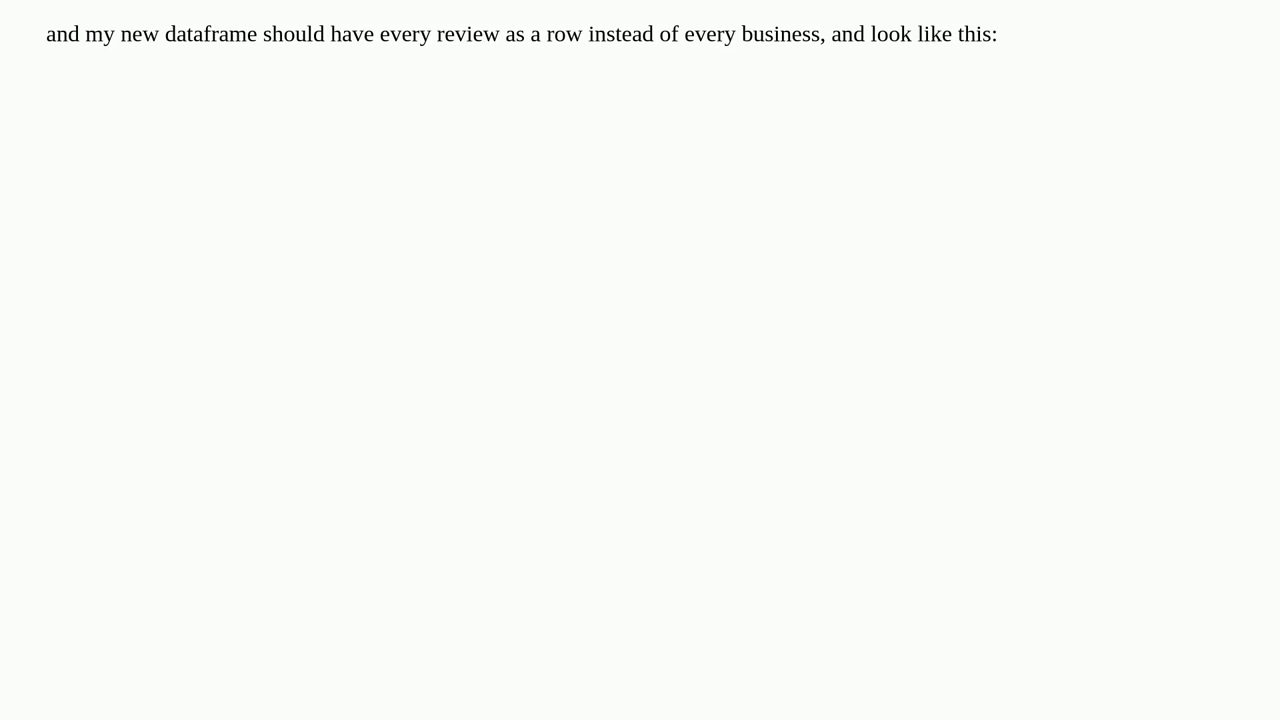 and my new dataframe should have every review as a row instead of every business, and look like this: